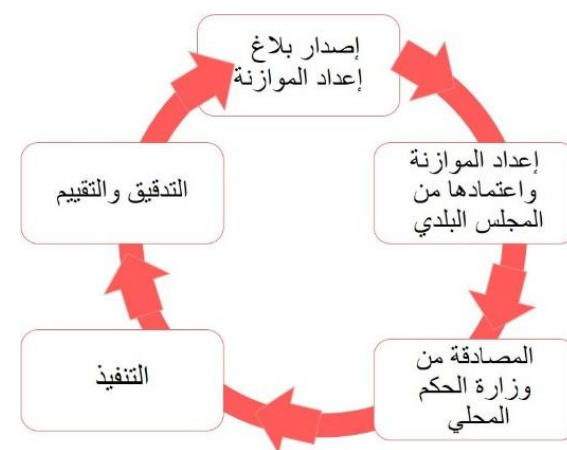 إصدار بلاغ
إعداد الموازنة
إعداد الموازنة
واعتمادها من
المجلس البلدي
المصادقة من
وزارة الحكم
المحلي
التنفيذ
التدقيق والتقييم